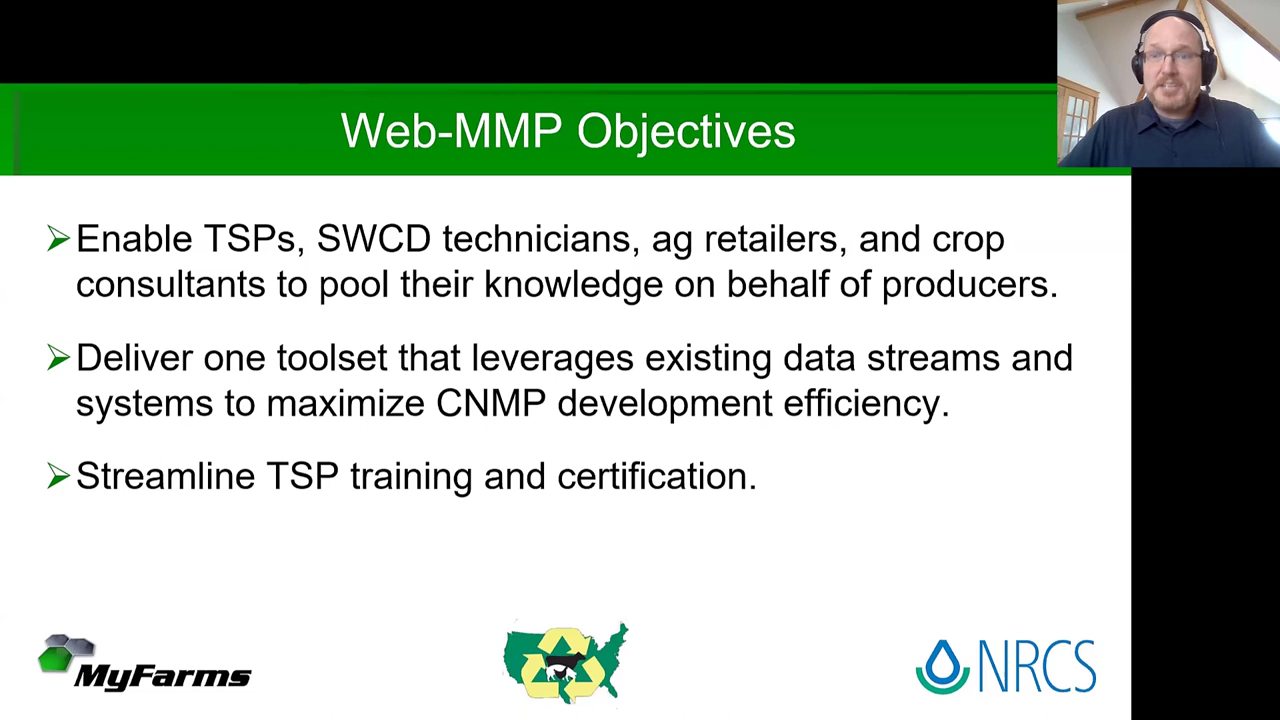 Web-MMP Objectives
Enable TSPs, SWCD technicians, ag retailers, and crop
consultants to pool their knowledge on behalf of producers.
Deliver one toolset that leverages existing data streams and
systems to maximize CNMP development efficiency.
Streamline TSP training and certification.
MyFarms
NRCS